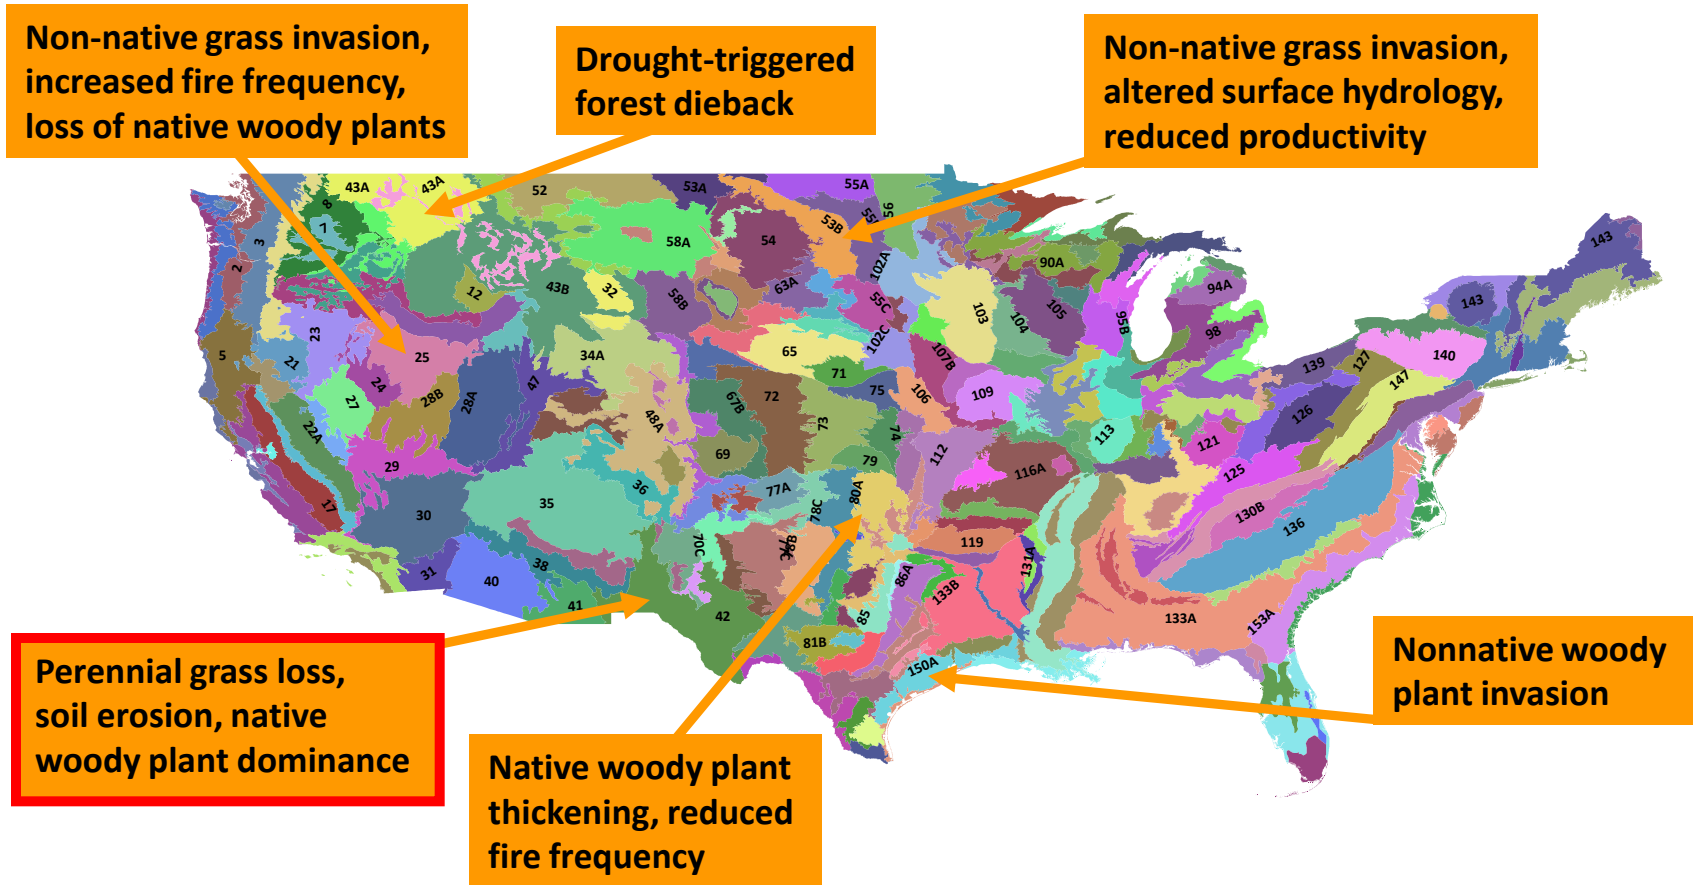 Non-native grass invasion,
increased fire frequency,
loss of native woody plants
Drought-triggered
forest dieback
Non-native grass invasion,
altered surface hydrology,
reduced productivity
43A
43A
52
53A
55A
56
8
7
3
2
58A
54
53B
102A
90A
143
12
43B
32
58B
63A
55C
103
104
105
95B
94A
98
143
23
5
21
25
24
27
28B
28A
47
34A
65
71
102C
107B
139
127
140
147
22A
48A
67B
72
73
75
106
109
126
29
69
74
79
112
113
121
17
30
35
36
77A
78C
80A
116A
125
130B
136
31
40
38
41
70C
78B
119
131A
42
81B
85
86A
133B
133A
153A
150A
Perennial grass loss,
soil erosion, native
woody plant dominance
Native woody plant
thickening, reduced
fire frequency
Nonnative woody
plant invasion